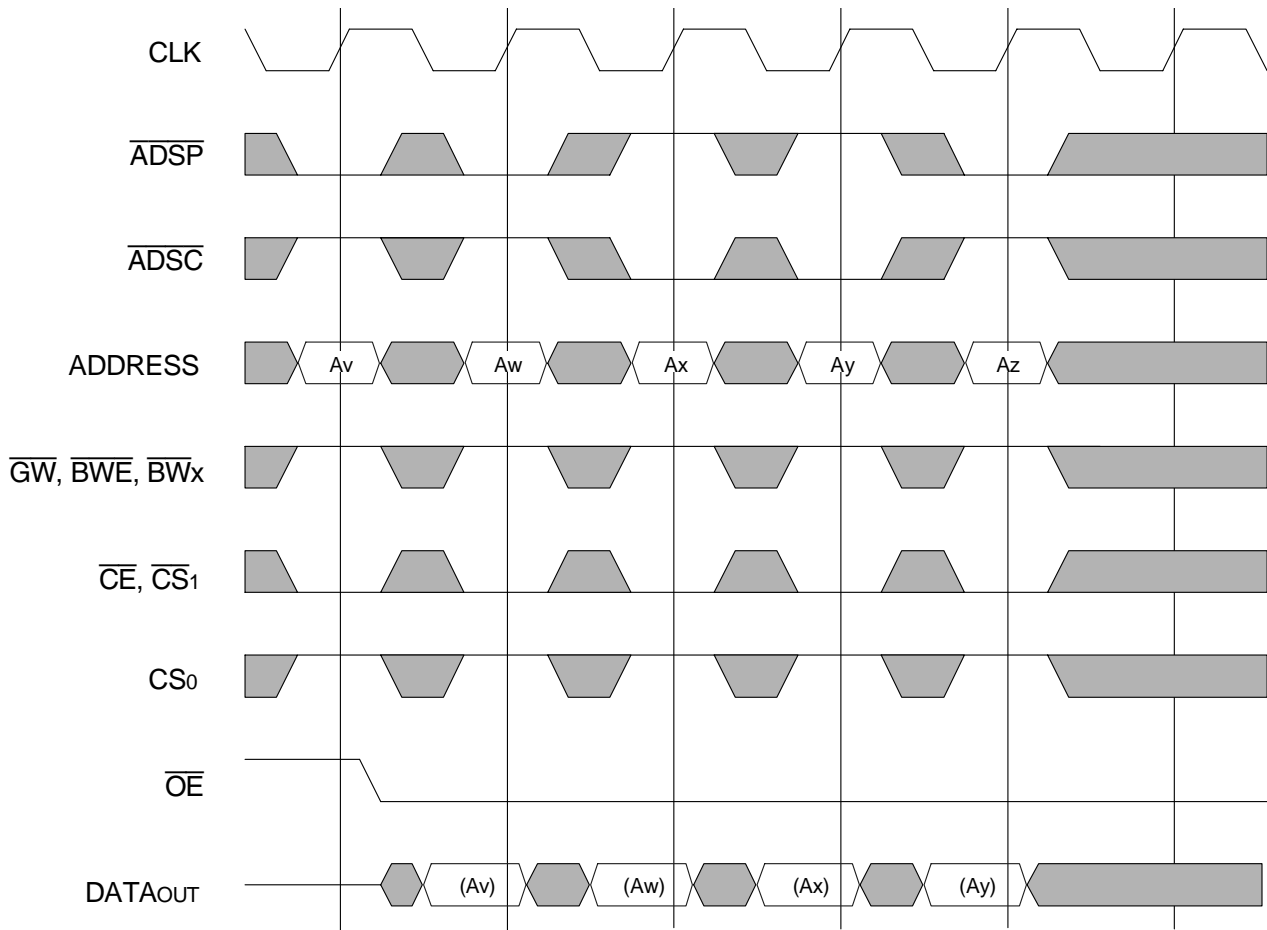 CLK
ADSP
ADSC
ADDRESS Av Aw Ax Ay Az
GW, BWE, BWx
CE, CS1
CS0
OE
DATAOUT (Av) (Aw) (Ax) (Ay)